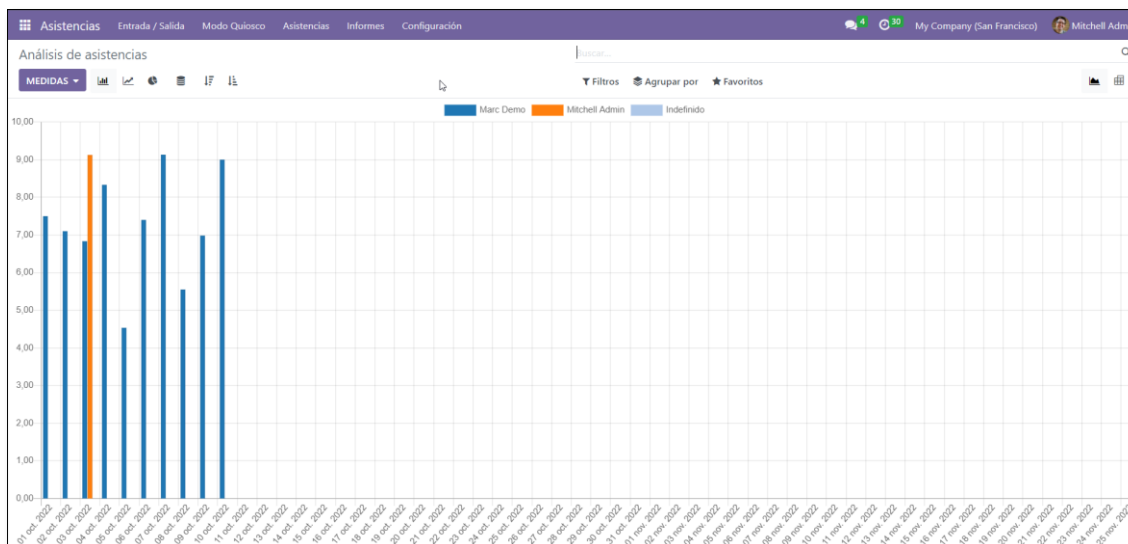 Asistencias Entrada / Salida Modo Quiosco Asistencias Informes Configuración 4 30 My Company (San Francisco) Mitchell Adm
Análisis de asistencias Buscar...
MEDIDAS Filtros Agrupar por Favoritos
Marc Demo Mitchell Admin Indefinido
10,00
9,00
8,00
7,00
6,00
5,00
4,00
3,00
2,00
1,00
0,00
01 oct. 2022 02 oct. 2022 03 oct. 2022 04 oct. 2022 05 oct. 2022 06 oct. 2022 07 oct. 2022 08 oct. 2022 09 oct. 2022 10 oct. 2022 11 oct. 2022 12 oct. 2022 13 oct. 2022 14 oct. 2022 15 oct. 2022 16 oct. 2022 17 oct. 2022 18 oct. 2022 19 oct. 2022 20 oct. 2022 21 oct. 2022 22 oct. 2022 23 oct. 2022 24 oct. 2022 25 oct. 2022 26 oct. 2022 27 oct. 2022 28 oct. 2022 29 oct. 2022 30 oct. 2022 31 oct. 2022 01 nov. 2022 02 nov. 2022 03 nov. 2022 04 nov. 2022 05 nov. 2022 06 nov. 2022 07 nov. 2022 08 nov. 2022 09 nov. 2022 10 nov. 2022 11 nov. 2022 12 nov. 2022 13 nov. 2022 14 nov. 2022 15 nov. 2022 16 nov. 2022 17 nov. 2022 18 nov. 2022 19 nov. 2022 20 nov. 2022 21 nov. 2022 22 nov. 2022 23 nov. 2022 24 nov. 2022 25 nov. 202